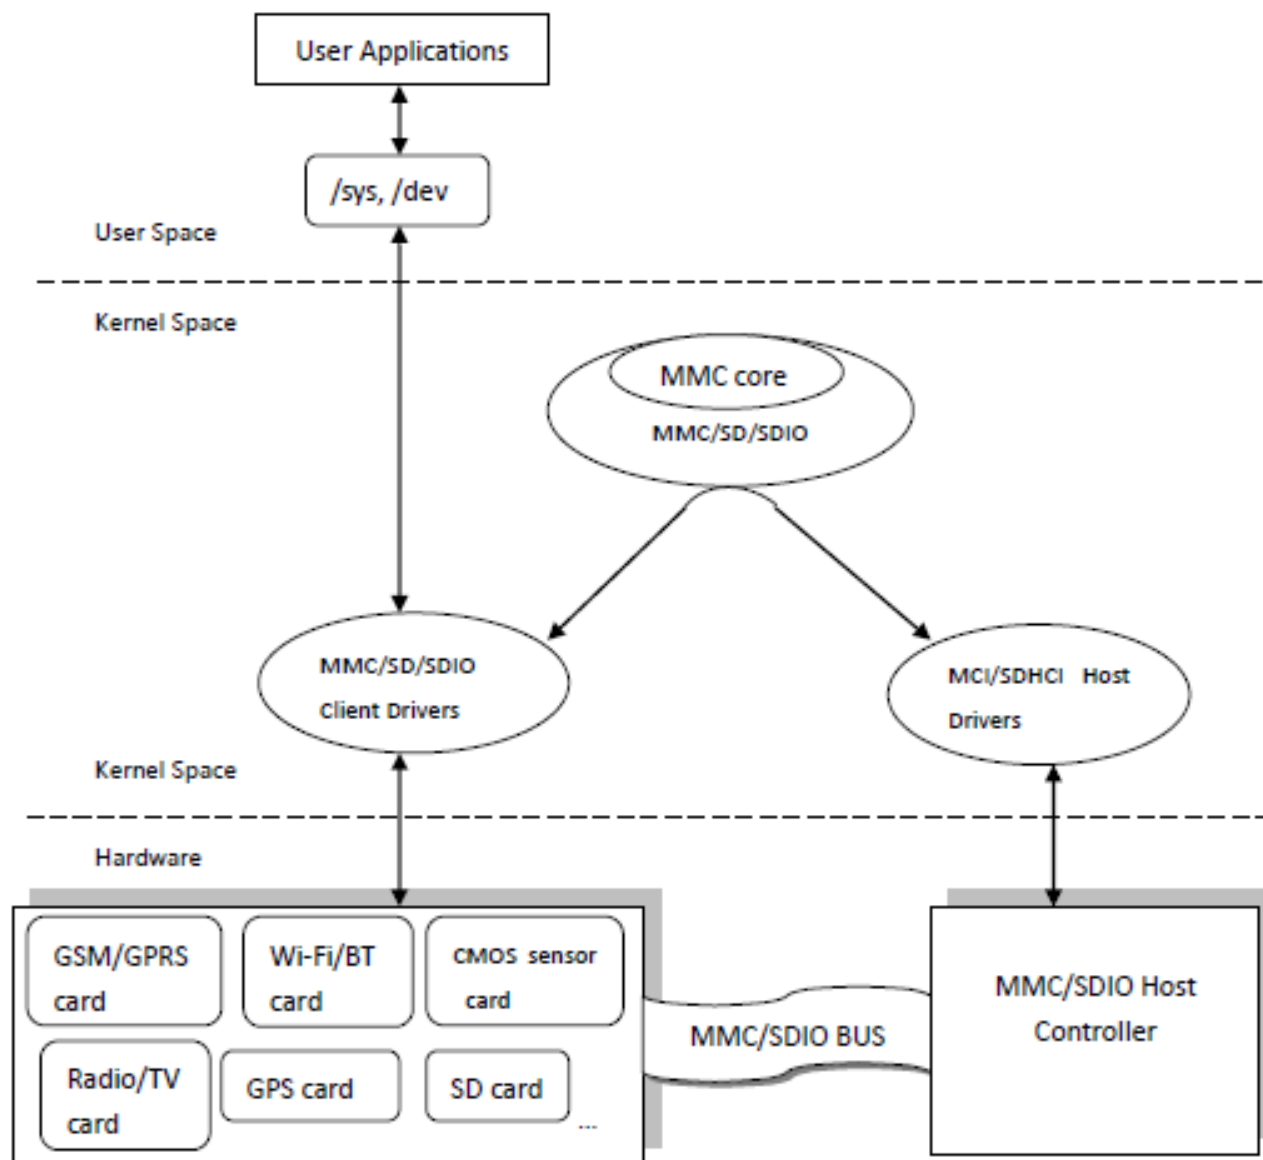 User Applications
/sys, /dev
User Space
Kernel Space
MMC core
MMC/SD/SDIO
MMC/SD/SDIO
Client Drivers
MCI/SDHCI Host
Drivers
Kernel Space
Hardware
GSM/GPRS
card
Wi-Fi/BT
card
CMOS sensor
card
Radio/TV
card
GPS card
SD card
...
MMC/SDIO BUS
MMC/SDIO Host
Controller